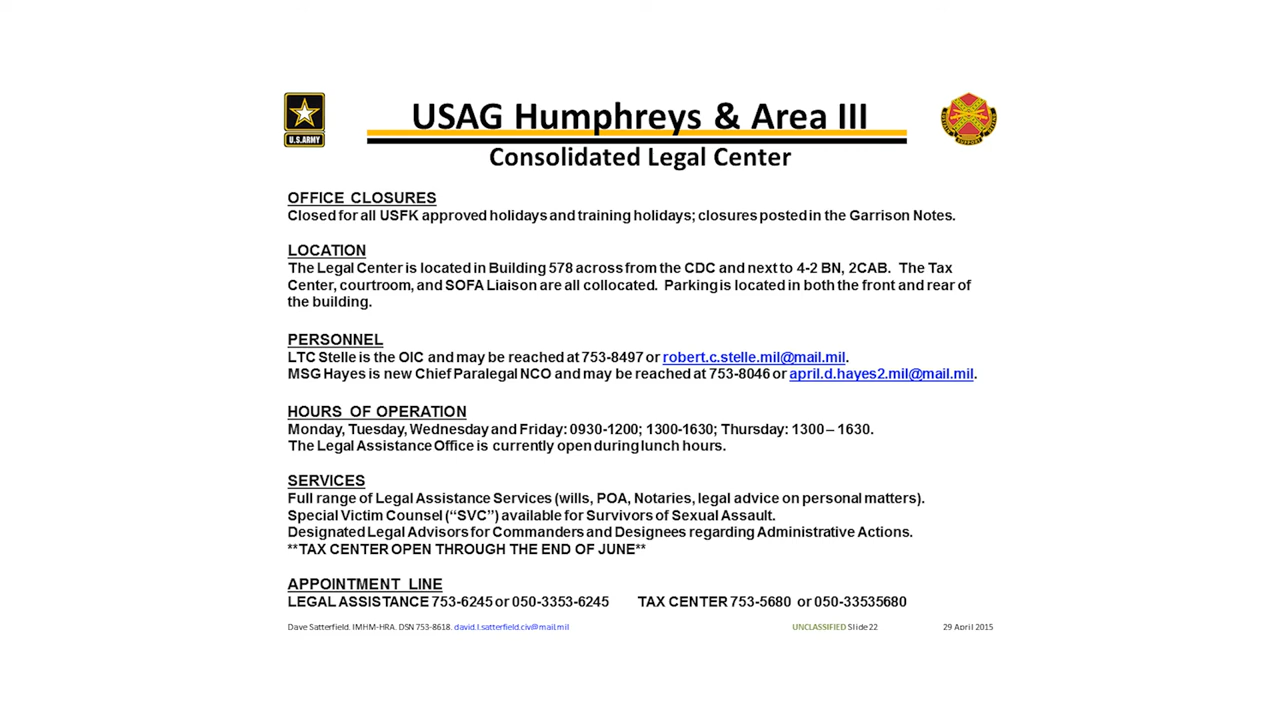 U.S.ARMY
USAG Humphreys & Area III
Consolidated Legal Center
OFFICE CLOSURES
Closed for all USFK approved holidays and training holidays; closures posted in the Garrison Notes.
LOCATION
The Legal Center is located in Building 578 across from the CDC and next to 4-2 BN, 2CAB. The Tax
Center, courtroom, and SOFA Liaison are all collocated. Parking is located in both the front and rear of
the building.
PERSONNEL
LTC Stelle is the OIC and may be reached at 753-8497 or robert.c.stelle.mil@mail.mil.
MSG Hayes is new Chief Paralegal NCO and may be reached at 753-8046 or april.d.hayes2.mil@mail.mil.
HOURS OF OPERATION
Monday, Tuesday, Wednesday and Friday: 0930-1200; 1300-1630; Thursday: 1300 – 1630.
The Legal Assistance Office is currently open during lunch hours.
SERVICES
Full range of Legal Assistance Services (wills, POA, Notaries, legal advice on personal matters).
Special Victim Counsel (“SVC”) available for Survivors of Sexual Assault.
Designated Legal Advisors for Commanders and Designees regarding Administrative Actions.
**TAX CENTER OPEN THROUGH THE END OF JUNE**
APPOINTMENT LINE
LEGAL ASSISTANCE 753-6245 or 050-3353-6245 TAX CENTER 753-5680 or 050-33535680
Dave Satterfield. IMHM-HRA. DSN 753-8618. david.l.satterfield.civ@mail.mil UNCLASSIFIED Slide 22 29 April 2015